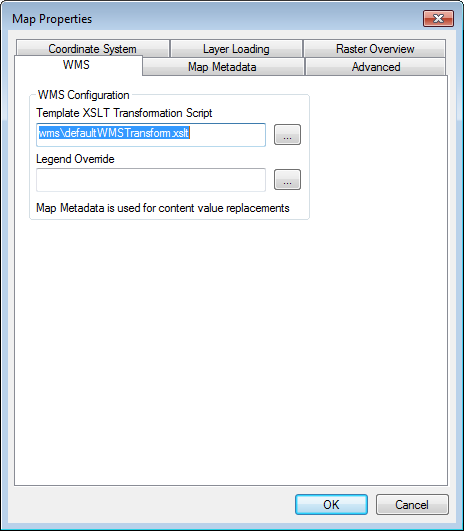 Map Properties
Coordinate System Layer Loading Raster Overview
WMS Map Metadata Advanced
WMS Configuration
Template XSLT Transformation Script
wms\defaultWMSTransform.xslt
...
Legend Override
...
Map Metadata is used for content value replacements
OK Cancel